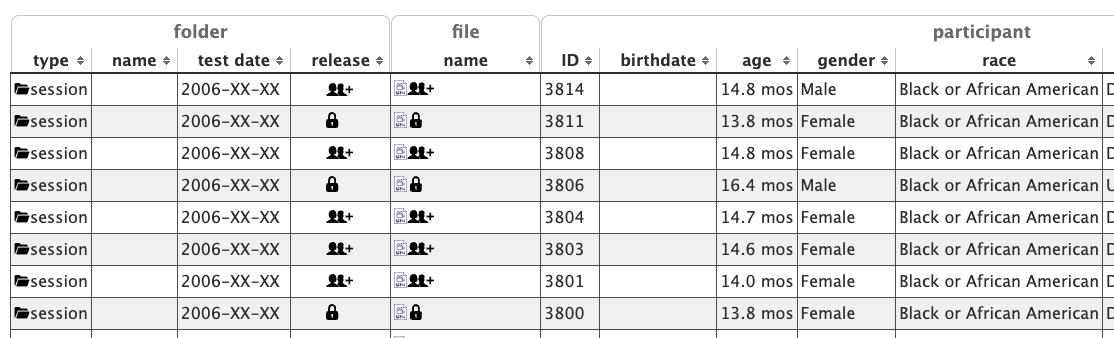 folder file participant
type name test date release name ID birthdate age gender race
session 2006-XX-XX 3814 14.8 mos Male Black or African American D
session 2006-XX-XX 3811 13.8 mos Female Black or African American D
session 2006-XX-XX 3808 14.8 mos Female Black or African American D
session 2006-XX-XX 3806 16.4 mos Male Black or African American U
session 2006-XX-XX 3804 14.7 mos Female Black or African American D
session 2006-XX-XX 3803 14.6 mos Female Black or African American D
session 2006-XX-XX 3801 14.0 mos Female Black or African American D
session 2006-XX-XX 3800 13.8 mos Female Black or African American D